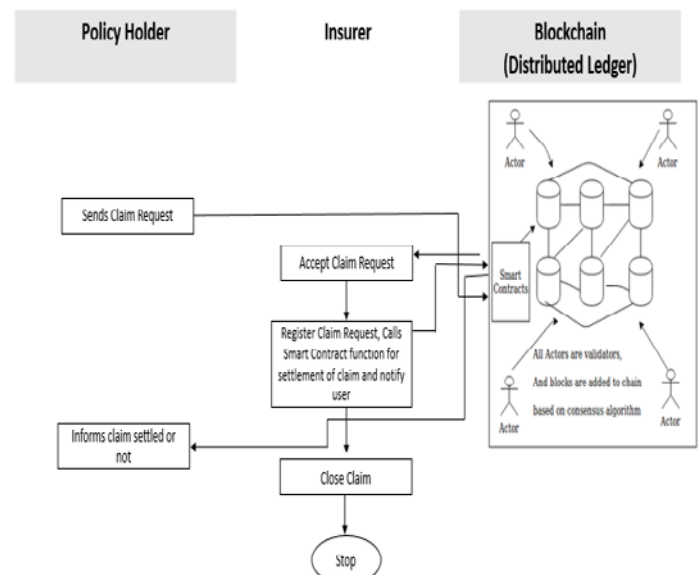 Policy Holder
Insurer
Blockchain
(Distributed Ledger)
Actor
Actor
Sends Claim Request
Accept Claim Request
Smart
Contracts
Register Claim Request, Calls
Smart Contract function for
settlement of claim and notify
user
All Actors are validators,
And blocks are added to chain
based on consensus algorithm
Actor
Actor
Informs claim settled or
not
Close Claim
Stop